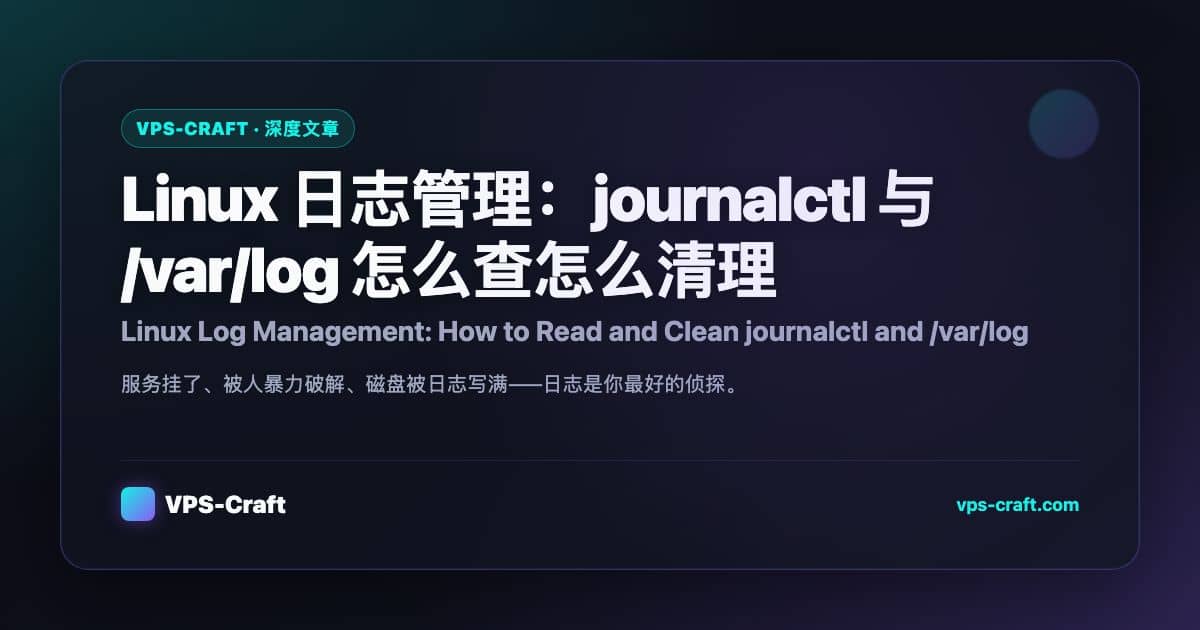 VPS-CRAFT · 深度文章
Linux 日志管理：journalctl 与
/var/log 怎么查怎么清理
Linux Log Management: How to Read and Clean journalctl and /var/log
服务挂了、被人暴力破解、磁盘被日志写满——日志是你最好的侦探。
VPS-Craft
vps-craft.com